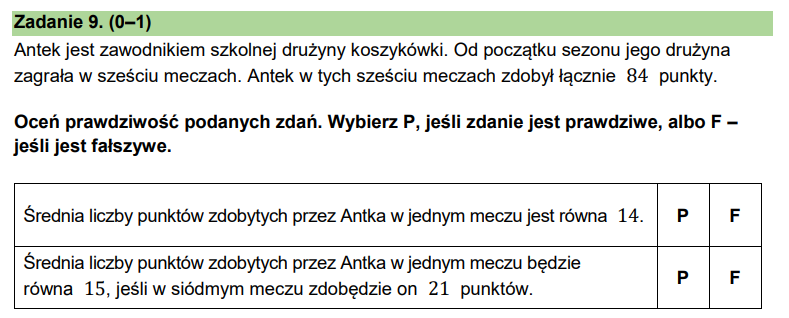 Zadanie 9. (0–1)
Antek jest zawodnikiem szkolnej drużyny koszykówki. Od początku sezonu jego drużyna
zagrała w sześciu meczach. Antek w tych sześciu meczach zdobył łącznie 84 punkty.
Oceń prawdziwość podanych zdań. Wybierz P, jeśli zdanie jest prawdziwe, albo F –
jeśli jest fałszywe.
Średnia liczby punktów zdobytych przez Antka w jednym meczu jest równa 14. P F
Średnia liczby punktów zdobytych przez Antka w jednym meczu będzie
równa 15, jeśli w siódmym meczu zdobędzie on 21 punktów. P F